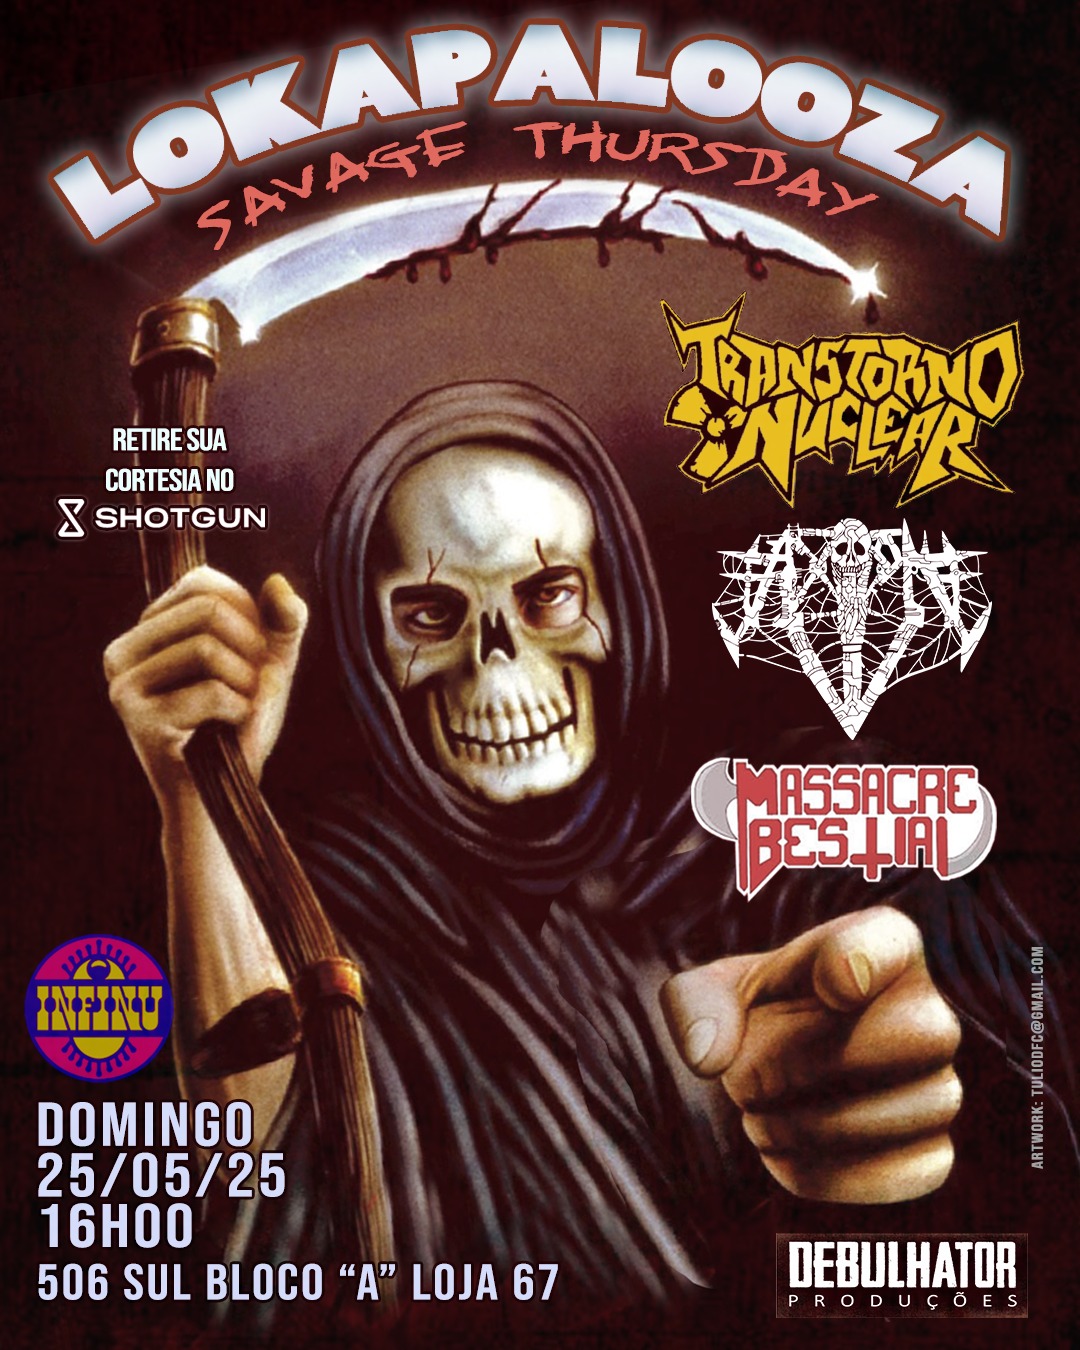 LOKAPALOOZA
SAVAGE THURSDAY
TRANSTORNO
NUCLEAR
RETIRE SUA
CORTESIA NO
SHOTGUN
MASSACRE
BESTIAL
INFINU
DOMINGO
25/05/25
16H00
506 SUL BLOCO “A” LOJA 67
ARTWORK: TULIODFC@GMAIL.COM
DEBULHATOR
PRODUÇÕES